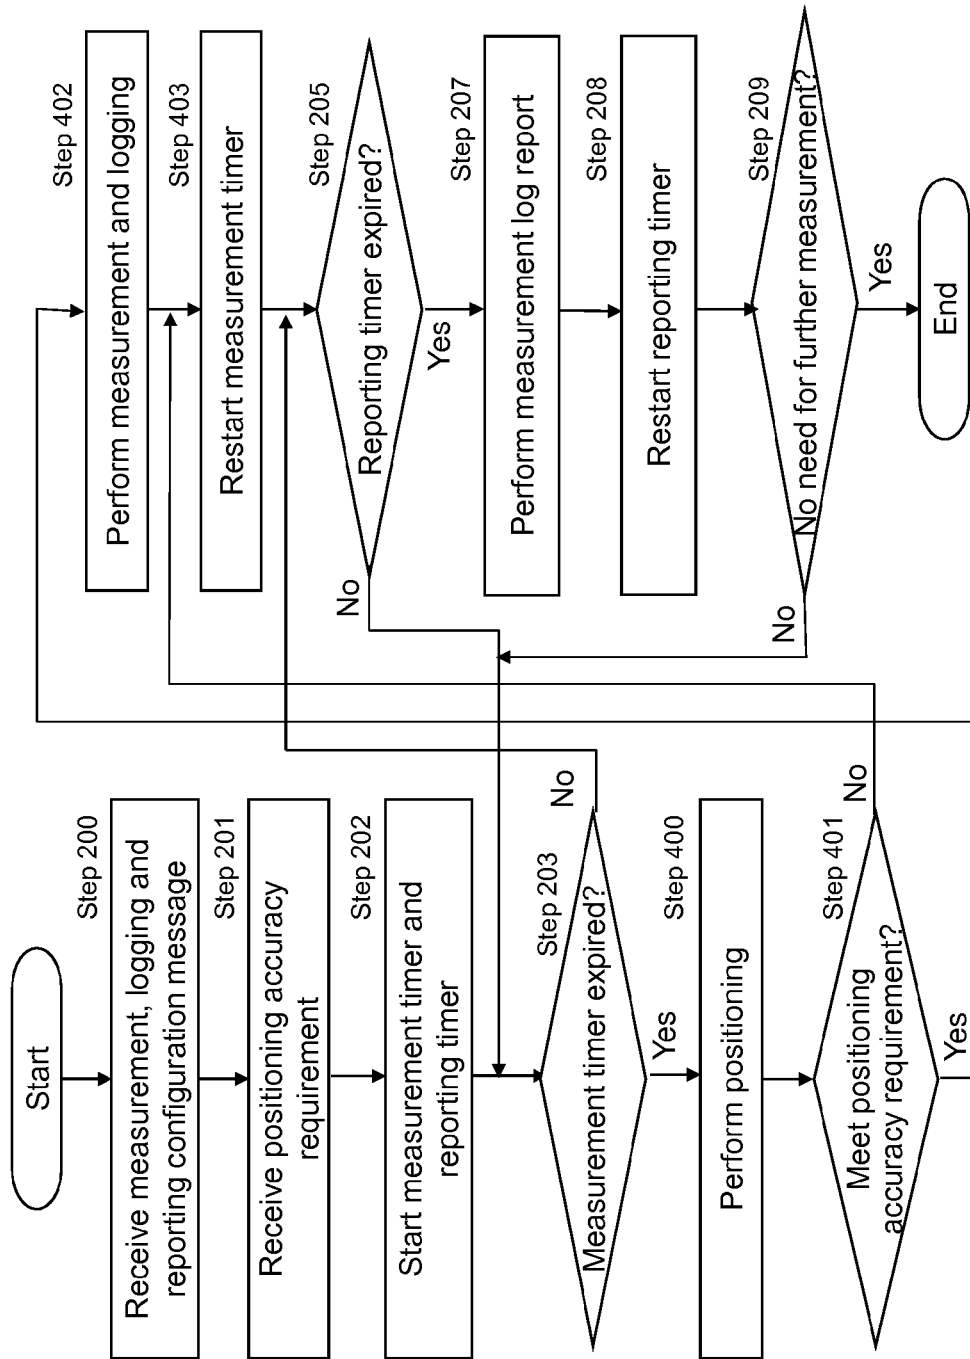 Start
Step 200
Receive measurement, logging and
reporting configuration message
Step 201
Receive positioning accuracy
requirement
Step 202
Start measurement timer and
reporting timer
Step 203
Measurement timer expired?
No
Yes
Step 400
Perform positioning
Step 401
Meet positioning
accuracy requirement?
No
Yes
Step 402
Perform measurement and logging
Step 403
Restart measurement timer
Step 205
Reporting timer expired?
No
Yes
Step 207
Perform measurement log report
Step 208
Restart reporting timer
Step 209
No need for further measurement?
No
Yes
End